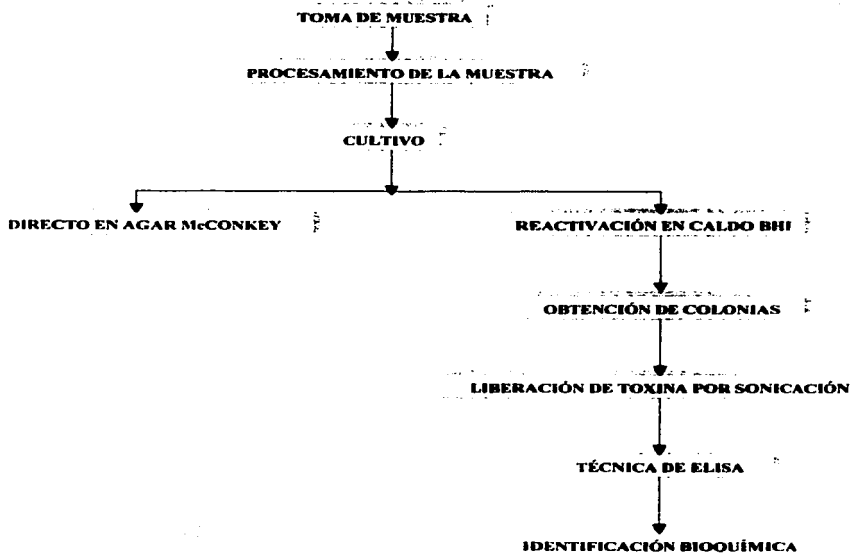 TOMA DE MUESTRA
PROCESAMIENTO DE LA MUESTRA
CULTIVO
DIRECTO EN AGAR McCONKEY
REACTIVACIÓN EN CALDO BHI
OBTENCIÓN DE COLONIAS
LIBERACIÓN DE TOXINA POR SONICACIÓN
TÉCNICA DE ELISA
IDENTIFICACIÓN BIOQUÍMICA